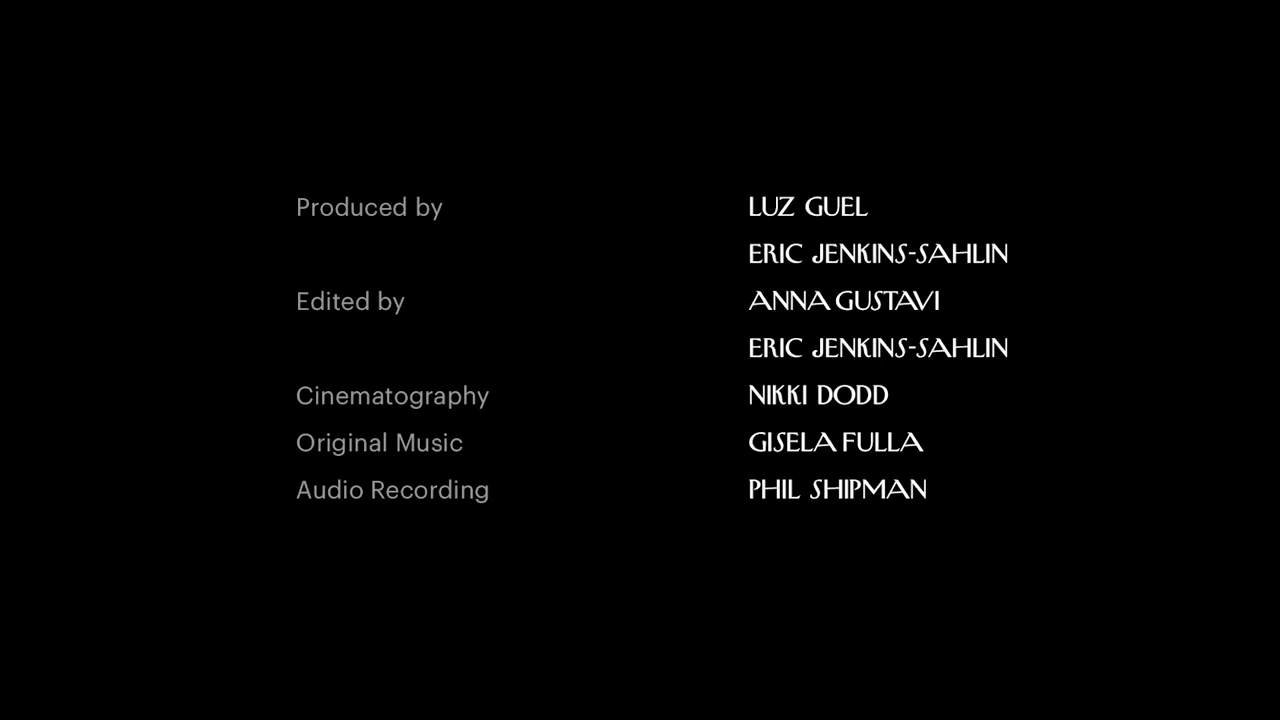 Produced by LUZ GUEL
ERIC JENKINS-SAHLIN
Edited by ANNA GUSTAVI
ERIC JENKINS-SAHLIN
Cinematography NIKKI DODD
Original Music GISELA FULLA
Audio Recording PHIL SHIPMAN